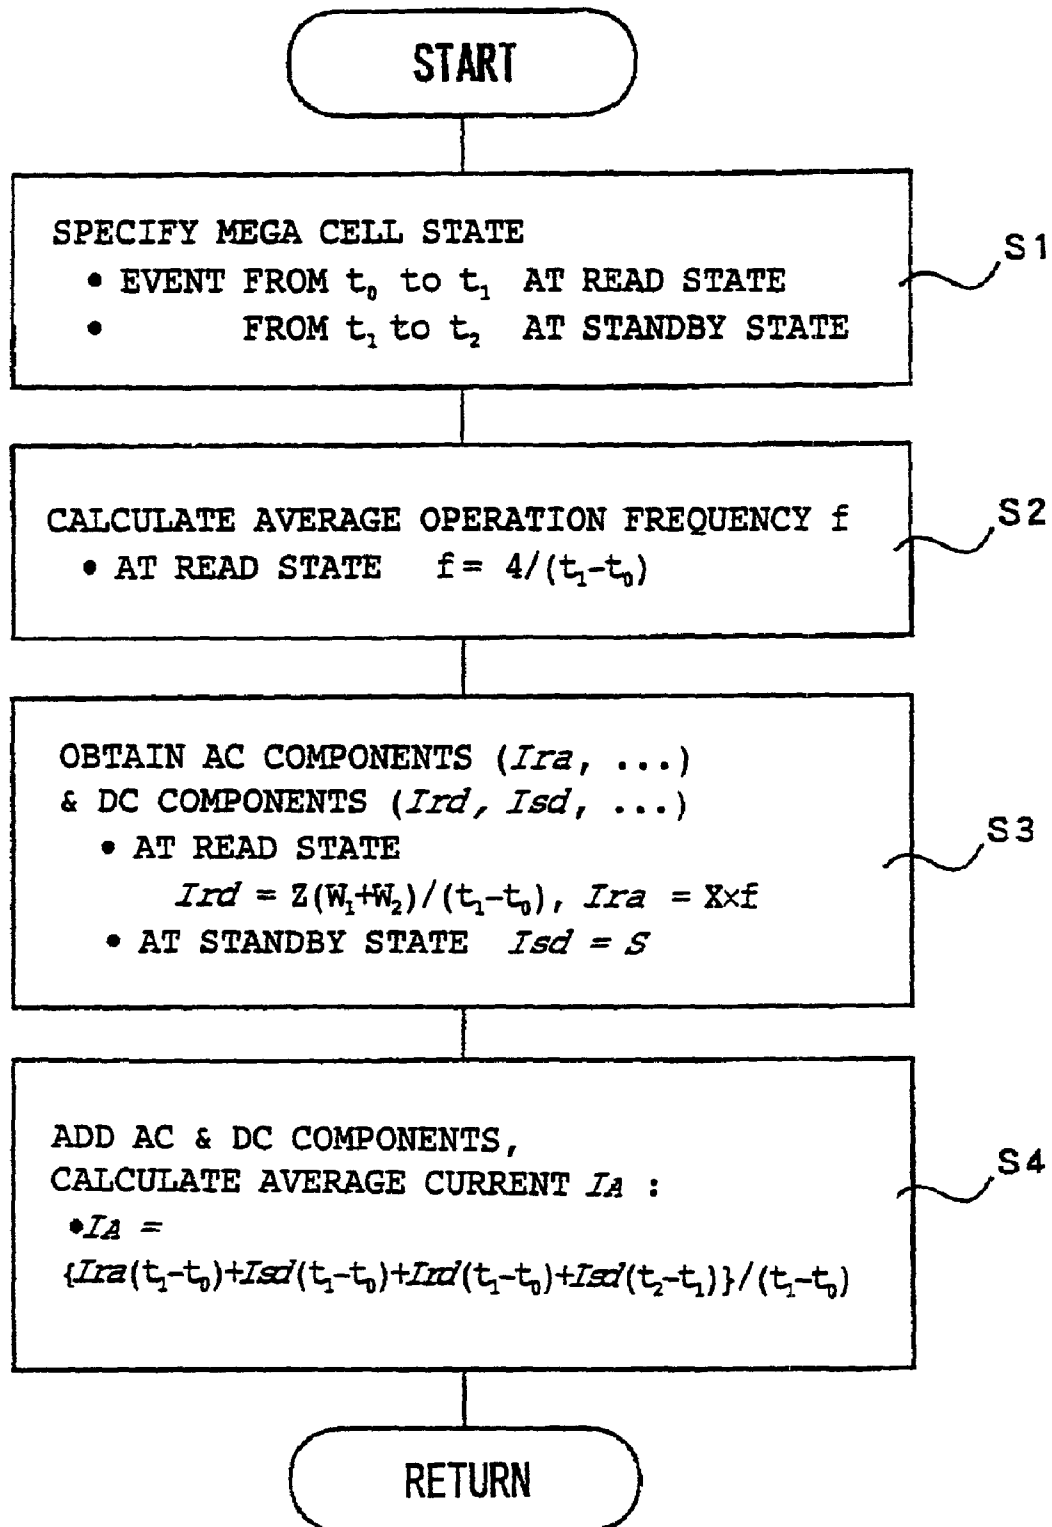 START
SPECIFY MEGA CELL STATE
• EVENT FROM t₀ to t₁ AT READ STATE
• FROM t₁ to t₂ AT STANDBY STATE
S1
CALCULATE AVERAGE OPERATION FREQUENCY f
• AT READ STATE f = 4/(t₁-t₀)
S2
OBTAIN AC COMPONENTS (Ira, ...)
& DC COMPONENTS (Ird, Isd, ...)
• AT READ STATE
Ird = Z(W₁+W₂)/(t₁-t₀), Ira = X×f
• AT STANDBY STATE Isd = S
S3
ADD AC & DC COMPONENTS,
CALCULATE AVERAGE CURRENT IA :
•IA =
{Ira(t₁-t₀)+Isd(t₁-t₀)+Ird(t₁-t₀)+Isd(t₂-t₁)}/(t₁-t₀)
S4
RETURN